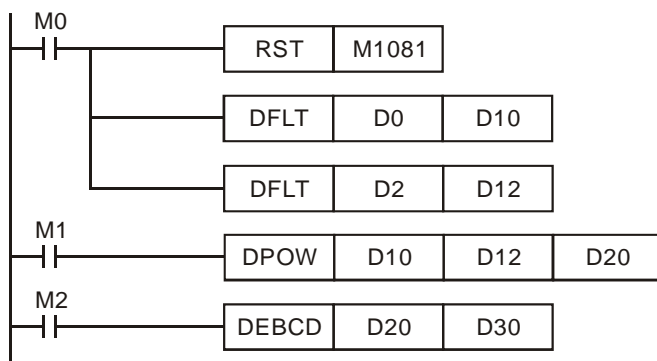 M0
RST M1081
DFLT D0 D10
DFLT D2 D12
M1
DPOW D10 D12 D20
M2
DEBCD D20 D30